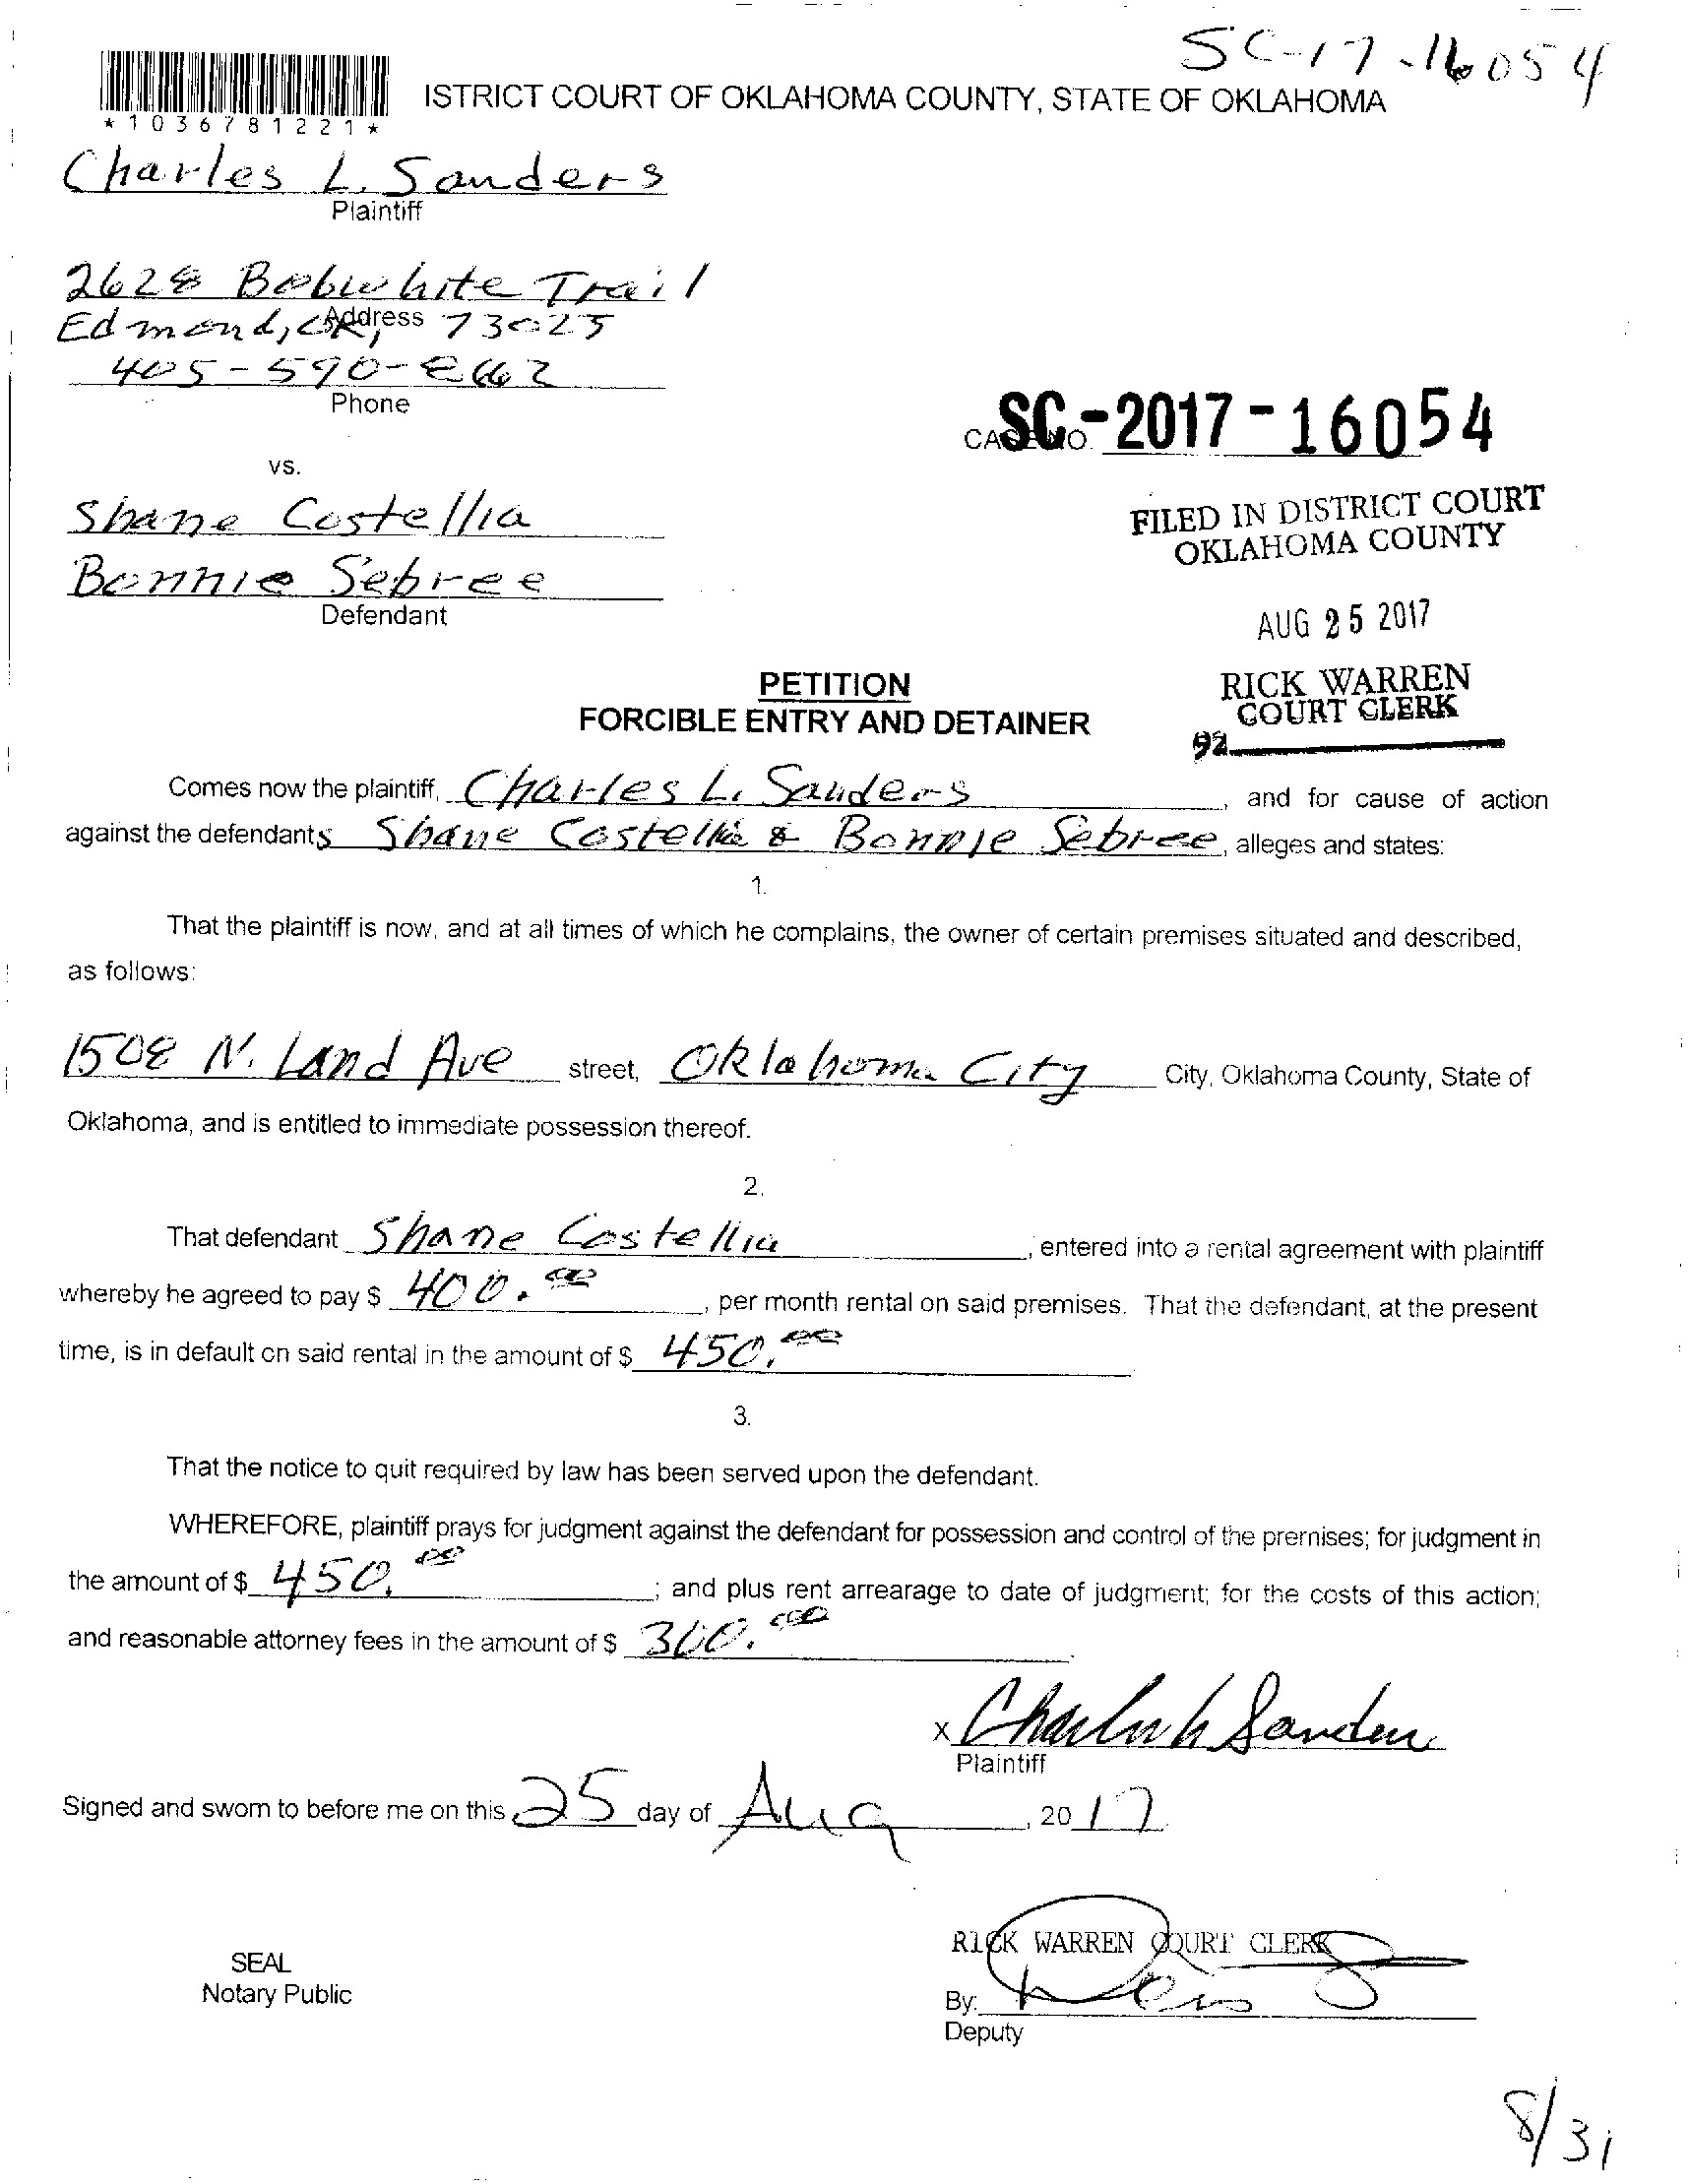 SC-17-16054
ISTRICT COURT OF OKLAHOMA COUNTY, STATE OF OKLAHOMA
*1036781221*
Charles L. Sanders
Plaintiff
2628 Bobwhite Trail
Edmond, OK, 73025
Address
405-590-8662
Phone
CASE NO. SC-2017-16054
vs.
Shane Costellia
Bonnie Sebree
Defendant
FILED IN DISTRICT COURT
OKLAHOMA COUNTY
AUG 25 2017
RICK WARREN
COURT CLERK
92
PETITION
FORCIBLE ENTRY AND DETAINER
Comes now the plaintiff, Charles L. Sanders, and for cause of action
against the defendants Shane Costellia & Bonnie Sebree, alleges and states:
1.
That the plaintiff is now, and at all times of which he complains, the owner of certain premises situated and described,
as follows:
1508 N. Land Ave street, Oklahoma City City, Oklahoma County, State of
Oklahoma, and is entitled to immediate possession thereof.
2.
That defendant Shane Costellia, entered into a rental agreement with plaintiff
whereby he agreed to pay $ 400.00, per month rental on said premises. That the defendant, at the present
time, is in default on said rental in the amount of $ 450.00
3.
That the notice to quit required by law has been served upon the defendant.
WHEREFORE, plaintiff prays for judgment against the defendant for possession and control of the premises; for judgment in
the amount of $ 450.00; and plus rent arrearage to date of judgment; for the costs of this action;
and reasonable attorney fees in the amount of $ 300.00.
x Charles L Sanders
Plaintiff
Signed and sworn to before me on this 25 day of Aug, 2017
RICK WARREN COURT CLERK
SEAL
Notary Public
By:
Deputy
8/31